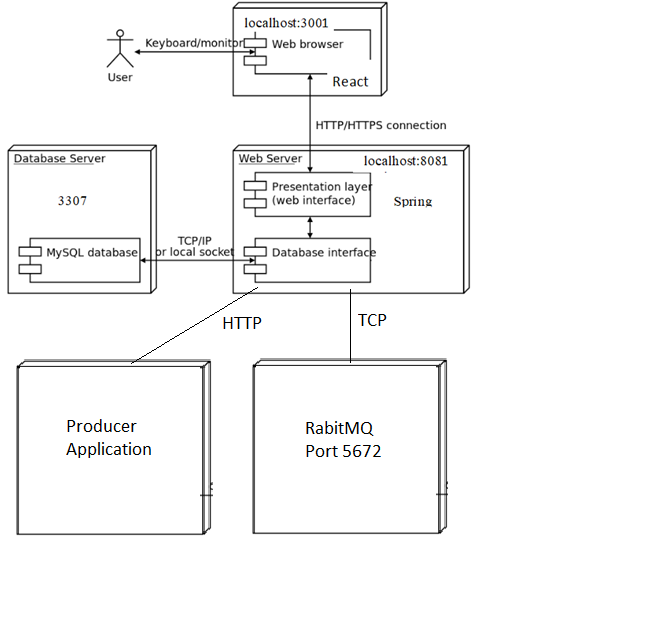 localhost:3001
Keyboard/monitor
Web browser
User
React
HTTP/HTTPS connection
Database Server
Web Server
localhost:8081
Presentation layer
(web interface)
3307
Spring
TCP/IP
or local socket
MySQL database
Database interface
HTTP
TCP
Producer
Application
RabitMQ
Port 5672